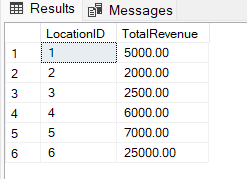 Results Messages
LocationID TotalRevenue
1 1 5000.00
2 2 2000.00
3 3 2500.00
4 4 6000.00
5 5 7000.00
6 6 25000.00